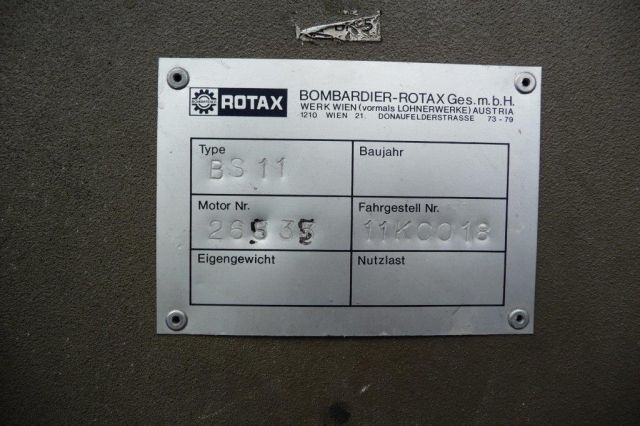 ROTAX
BOMBARDIER-ROTAX Ges.m.b.H.
WERK WIEN (vormals LOHNERWERKE) AUSTRIA
1210 WIEN 21. DONAUFELDERSTRASSE 73-79
Type
Baujahr
BS 11
Motor Nr.
Fahrgestell Nr.
11KC018
Eigengewicht
Nutzlast